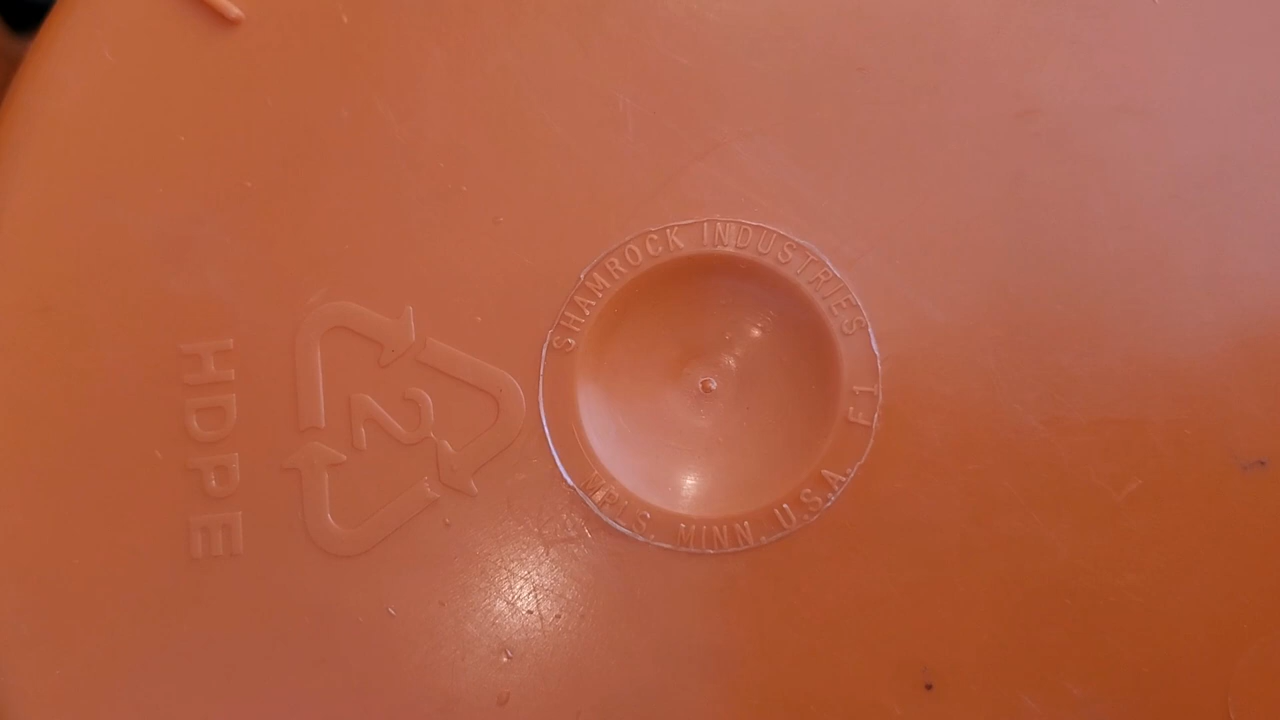 SHAMROCK INDUSTRIES
F1
MPLS. MINN. U.S.A.
2
HDPE